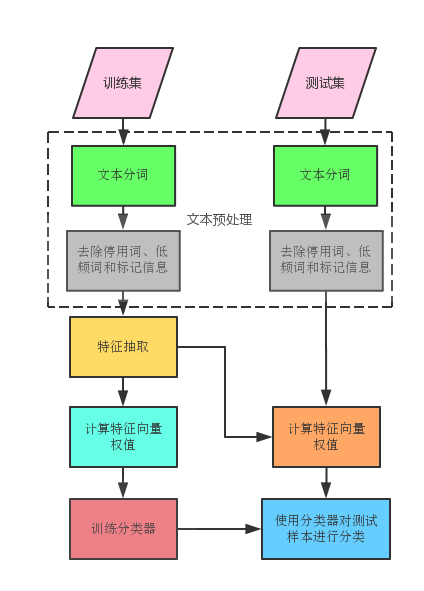 训练集
测试集
文本分词
文本分词
文本预处理
去除停用词、低
频词和标记信息
去除停用词、低
频词和标记信息
特征抽取
计算特征向量
权值
计算特征向量
权值
训练分类器
使用分类器对测试
样本进行分类